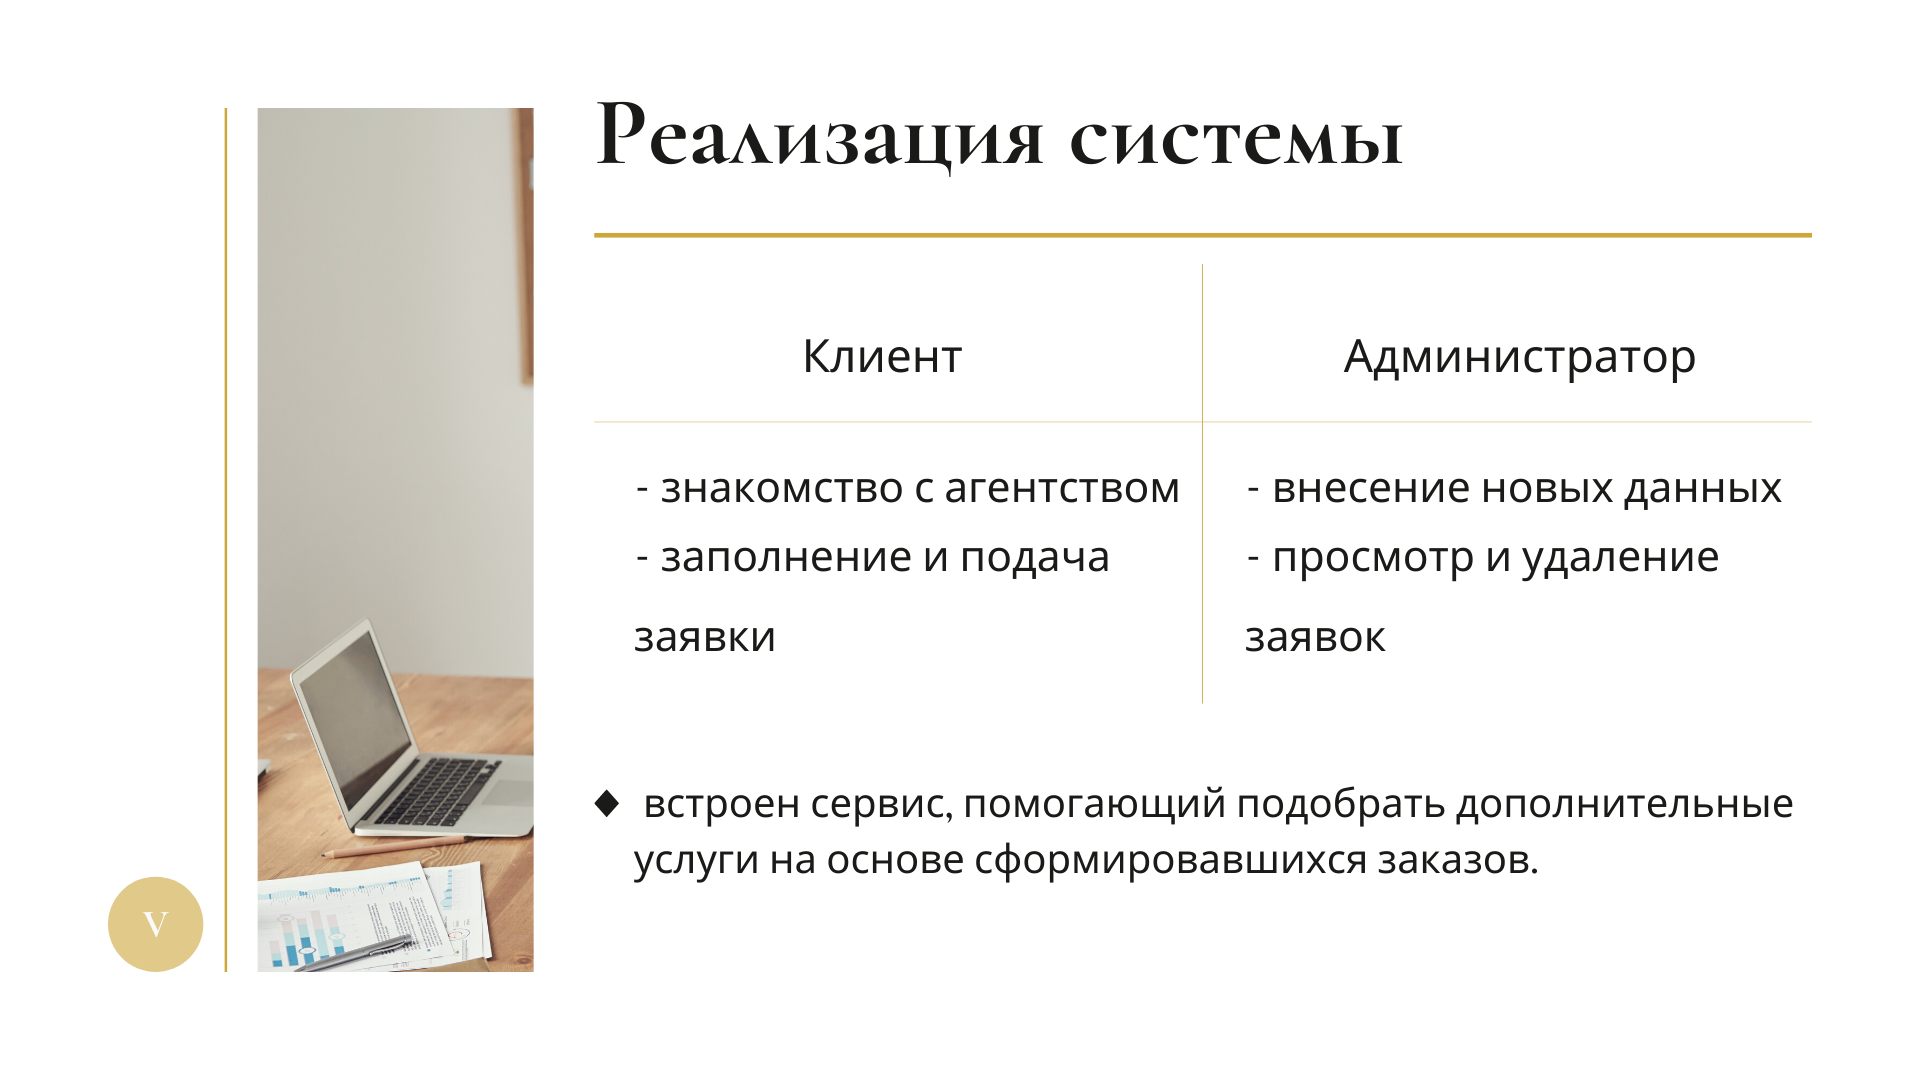 Реализация системы
Клиент
Администратор
- знакомство с агентством
- заполнение и подача
заявки
- внесение новых данных
- просмотр и удаление
заявок
◆ встроен сервис, помогающий подобрать дополнительные
услуги на основе сформировавшихся заказов.
V